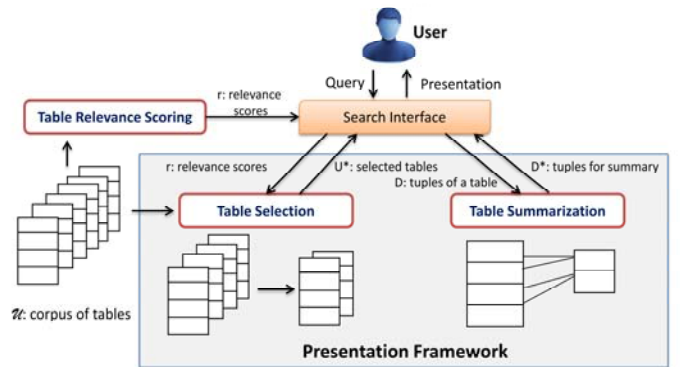 User
Query
Presentation
r: relevance
scores
Table Relevance Scoring
Search Interface
r: relevance scores
U*: selected tables
D*: tuples for summary
D: tuples of a table
Table Selection
Table Summarization
𝒰: corpus of tables
Presentation Framework